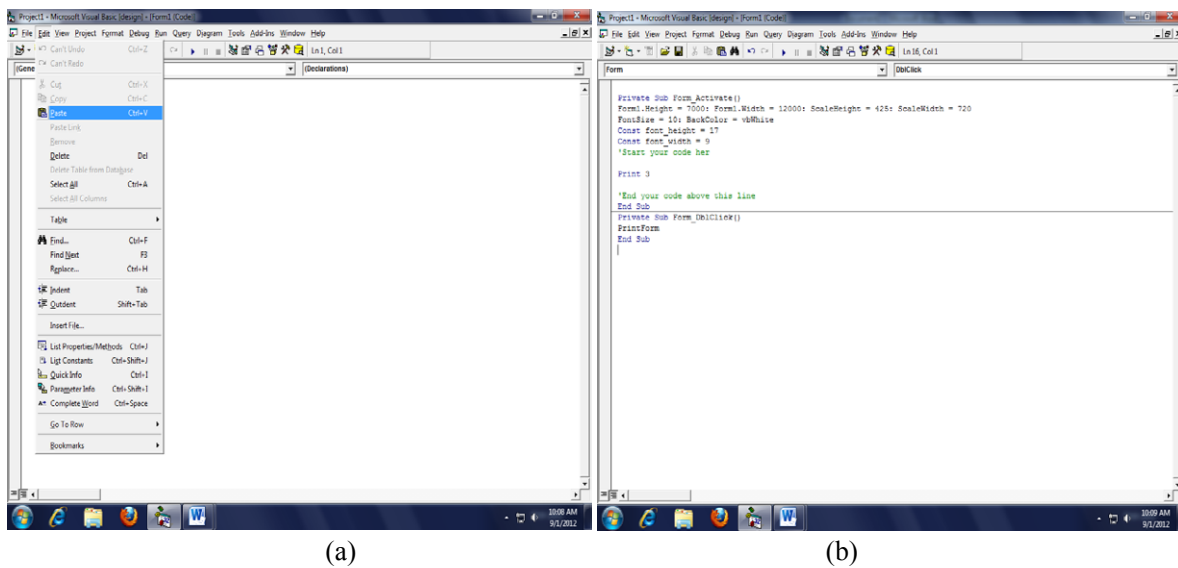 Project1 - Microsoft Visual Basic [design] - [Form1 (Code)]
File Edit View Project Format Debug Run Query Diagram Tools Add-Ins Window Help
Ln 1, Col 1
(Gene
(Declarations)
Can't Undo Ctrl+Z
Can't Redo
Cut Ctrl+X
Copy Ctrl+C
Paste Ctrl+V
Paste Link
Remove
Delete Del
Delete Table from Database
Select All Ctrl+A
Select All Columns
Table
Find... Ctrl+F
Find Next F3
Replace... Ctrl+H
Indent Tab
Outdent Shift+Tab
Insert File...
List Properties/Methods Ctrl+J
List Constants Ctrl+Shift+J
Quick Info Ctrl+I
Parameter Info Ctrl+Shift+I
Complete Word Ctrl+Space
Go To Row
Bookmarks
10:08 AM
9/1/2012
(a)
Project1 - Microsoft Visual Basic [design] - [Form1 (Code)]
File Edit View Project Format Debug Run Query Diagram Tools Add-Ins Window Help
Ln 16, Col 1
Form
DblClick
Private Sub Form_Activate()
Form1.Height = 7000: Form1.Width = 12000: ScaleHeight = 425: ScaleWidth = 720
FontSize = 10: BackColor = vbWhite
Const font_height = 17
Const font_width = 9
'Start your code her
Print 3
'End your code above this line
End Sub
Private Sub Form_DblClick()
PrintForm
End Sub
10:09 AM
9/1/2012
(b)